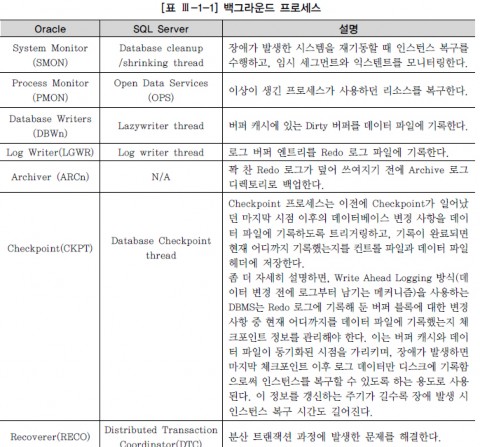 [표 Ⅲ-1-1] 백그라운드 프로세스
Oracle SQL Server 설명
System Monitor (SMON)
Database cleanup /shrinking thread
장애가 발생한 시스템을 재기동할 때 인스턴스 복구를
수행하고, 임시 세그먼트와 익스텐트를 모니터링한다.
Process Monitor (PMON)
Open Data Services (OPS)
이상이 생긴 프로세스가 사용하던 리소스를 복구한다.
Database Writers (DBWn)
Lazywriter thread
버퍼 캐시에 있는 Dirty 버퍼를 데이터 파일에 기록한다.
Log Writer(LGWR)
Log writer thread
로그 버퍼 엔트리를 Redo 로그 파일에 기록한다.
Archiver (ARCn)
N/A
꽉 찬 Redo 로그가 덮어 쓰여지기 전에 Archive 로그
디렉토리로 백업한다.
Checkpoint(CKPT)
Database Checkpoint thread
Checkpoint 프로세스는 이전에 Checkpoint가 일어났
던 마지막 시점 이후의 데이터베이스 변경 사항을 데이
터 파일에 기록하도록 트리거링하고, 기록이 완료되면
현재 어디까지 기록했는지를 컨트롤 파일과 데이터 파일
헤더에 저장한다.
좀 더 자세히 설명하면, Write Ahead Logging 방식(데
이터 변경 전에 로그부터 남기는 메커니즘)을 사용하는
DBMS는 Redo 로그에 기록해 둔 버퍼 블록에 대한 변경
사항 중 현재 어디까지를 데이터 파일에 기록했는지 체
크포인트 정보를 관리해야 한다. 이는 버퍼 캐시와 데이
터 파일이 동기화된 시점을 가리키며, 장애가 발생하면
마지막 체크포인트 이후 로그 데이터만 디스크에 기록함
으로써 인스턴스를 복구할 수 있도록 하는 용도로 사용
된다. 이 정보를 갱신하는 주기가 길수록 장애 발생 시
인스턴스 복구 시간도 길어진다.
Recoverer(RECO)
Distributed Transaction Coordinator(DTC)
분산 트랜잭션 과정에 발생한 문제를 해결한다.